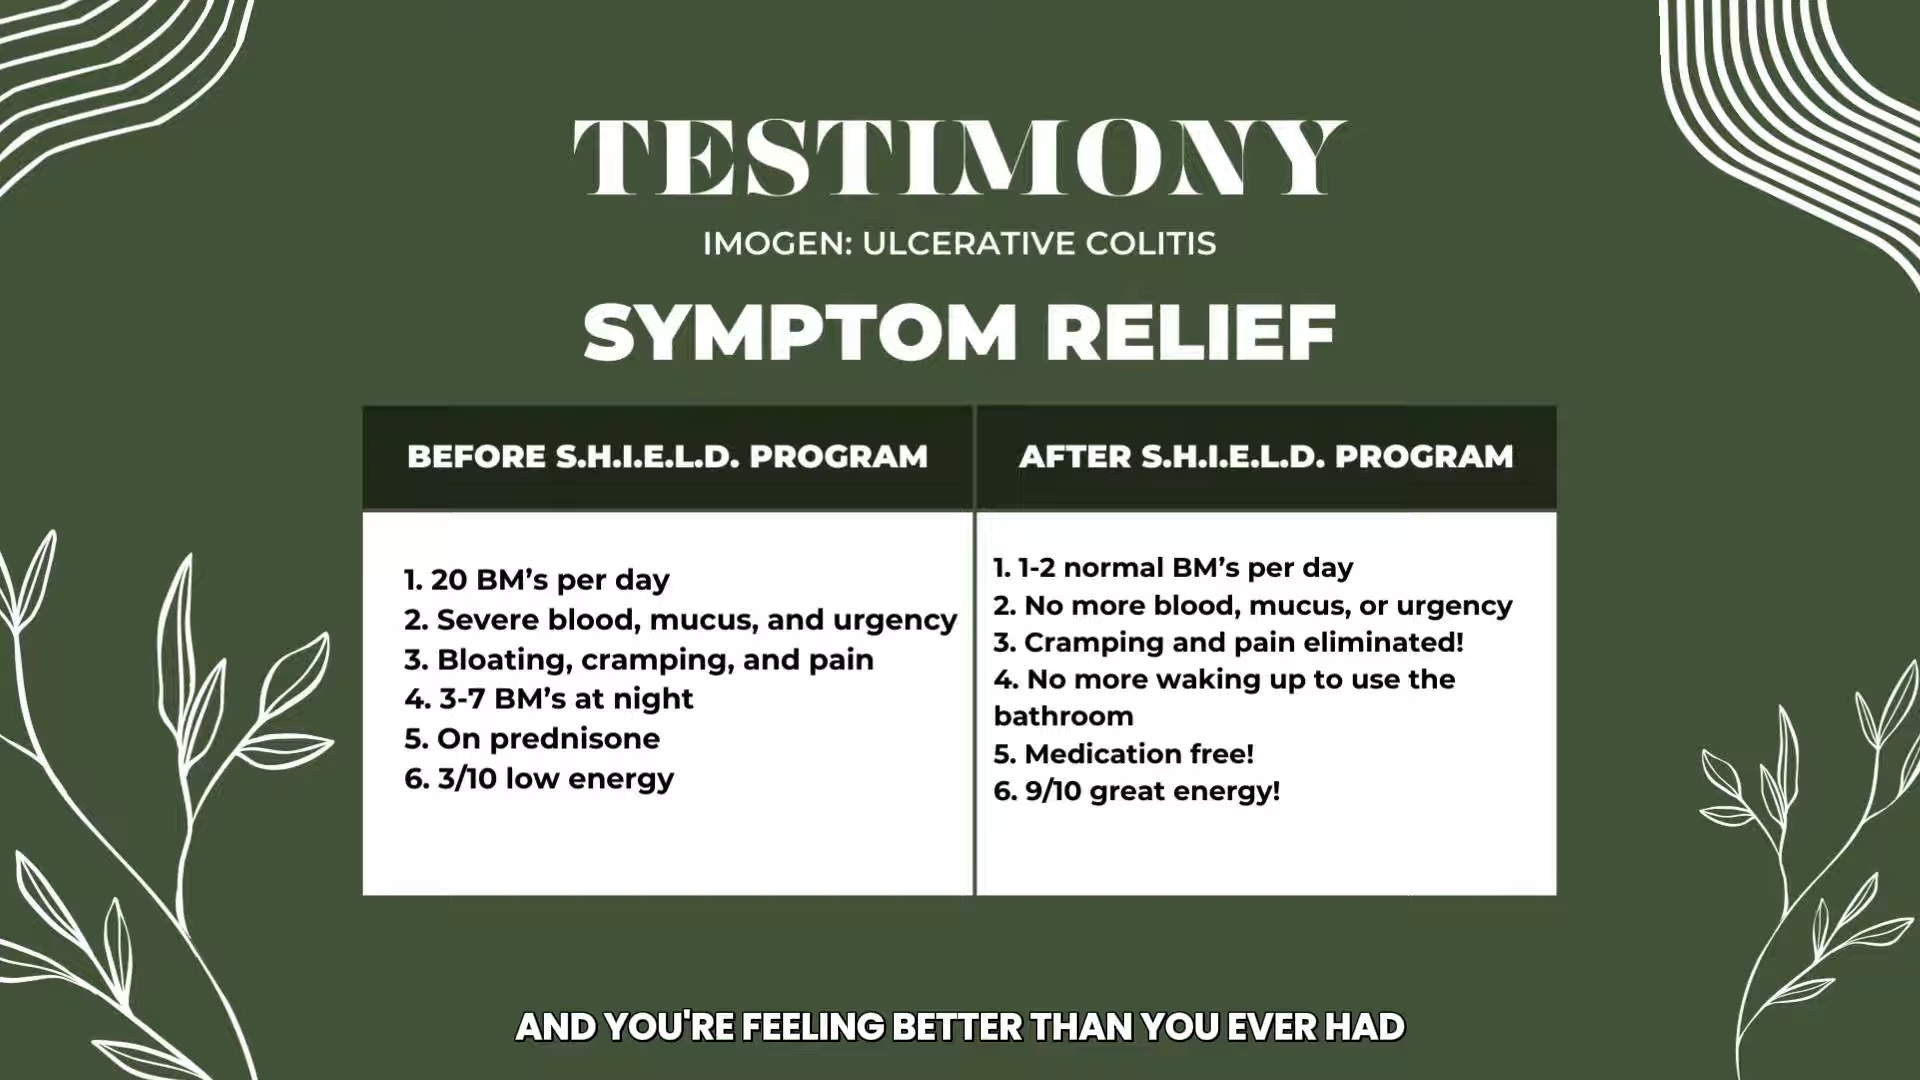 TESTIMONY
IMOGEN: ULCERATIVE COLITIS
SYMPTOM RELIEF
BEFORE S.H.I.E.L.D. PROGRAM
1. 20 BM’s per day
2. Severe blood, mucus, and urgency
3. Bloating, cramping, and pain
4. 3-7 BM’s at night
5. On prednisone
6. 3/10 low energy
AFTER S.H.I.E.L.D. PROGRAM
1. 1-2 normal BM’s per day
2. No more blood, mucus, or urgency
3. Cramping and pain eliminated!
4. No more waking up to use the
bathroom
5. Medication free!
6. 9/10 great energy!
AND YOU'RE FEELING BETTER THAN YOU EVER HAD